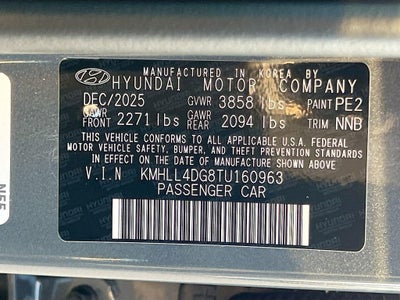 MANUFACTURED IN KOREA BY
HYUNDAI MOTOR COMPANY
DEC/2025 GVWR 3858 lbs PAINT PE2
GAWR FRONT 2271 lbs GAWR REAR 2094 lbs TRIM NNB
THIS VEHICLE CONFORMS TO ALL APPLICABLE U.S.A. FEDERAL
MOTOR VEHICLE SAFETY, BUMPER, AND THEFT PREVENTION
STANDARDS IN EFFECT ON THE DATE OF MANUFACTURE SHOWN ABOVE.
V.I.N KMHLL4DG8TU160963
PASSENGER CAR